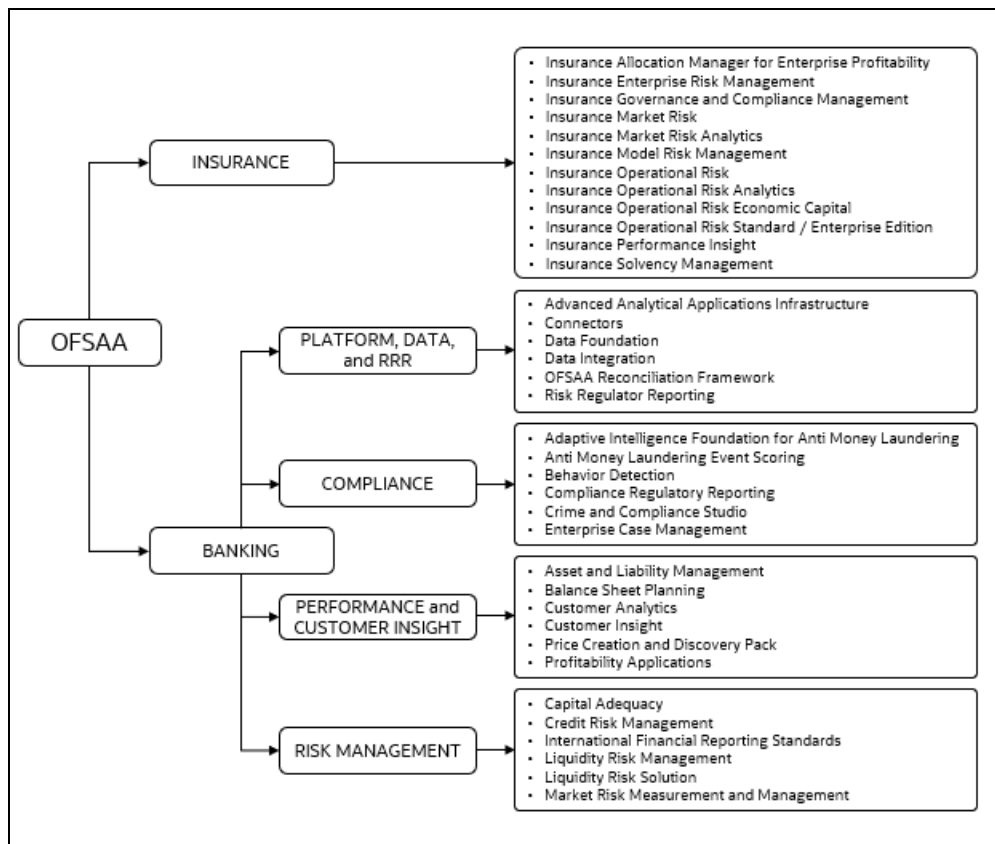 OFSAA
INSURANCE
• Insurance Allocation Manager for Enterprise Profitability
• Insurance Enterprise Risk Management
• Insurance Governance and Compliance Management
• Insurance Market Risk
• Insurance Market Risk Analytics
• Insurance Model Risk Management
• Insurance Operational Risk
• Insurance Operational Risk Analytics
• Insurance Operational Risk Economic Capital
• Insurance Operational Risk Standard / Enterprise Edition
• Insurance Performance Insight
• Insurance Solvency Management
BANKING
PLATFORM, DATA,
and RRR
• Advanced Analytical Applications Infrastructure
• Connectors
• Data Foundation
• Data Integration
• OFSAA Reconciliation Framework
• Risk Regulator Reporting
COMPLIANCE
• Adaptive Intelligence Foundation for Anti Money Laundering
• Anti Money Laundering Event Scoring
• Behavior Detection
• Compliance Regulatory Reporting
• Crime and Compliance Studio
• Enterprise Case Management
PERFORMANCE and
CUSTOMER INSIGHT
• Asset and Liability Management
• Balance Sheet Planning
• Customer Analytics
• Customer Insight
• Price Creation and Discovery Pack
• Profitability Applications
RISK MANAGEMENT
• Capital Adequacy
• Credit Risk Management
• International Financial Reporting Standards
• Liquidity Risk Management
• Liquidity Risk Solution
• Market Risk Measurement and Management